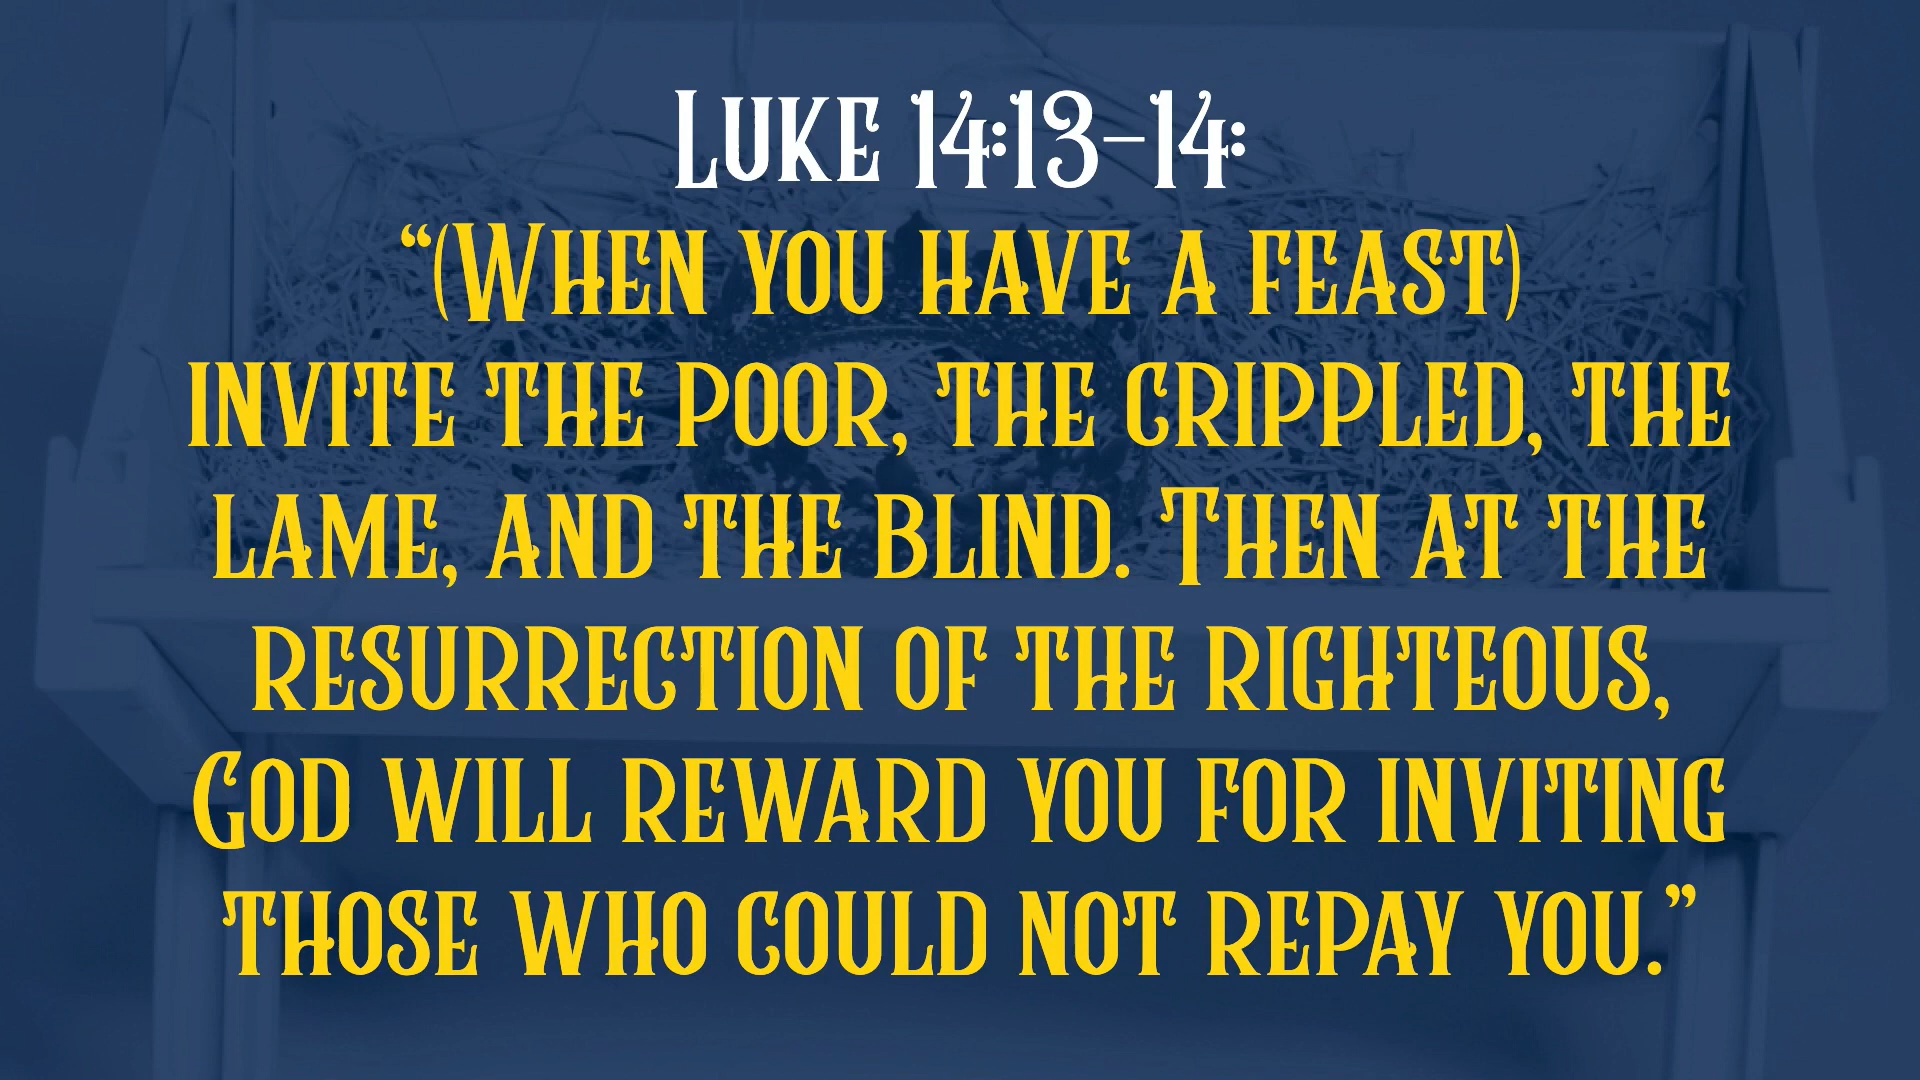 Luke 14:13-14:
“(When you have a feast)
invite the poor, the crippled, the
lame, and the blind. Then at the
resurrection of the righteous,
God will reward you for inviting
those who could not repay you.”